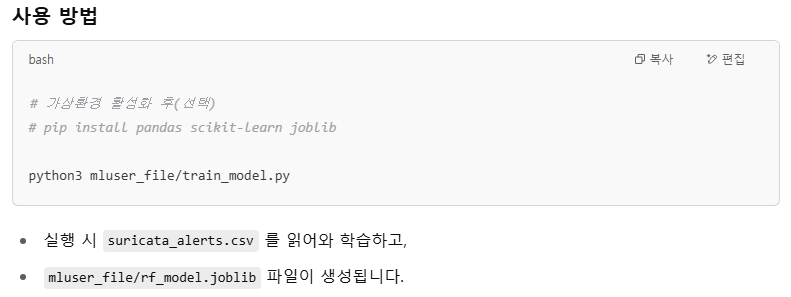 사용 방법
bash 복사 편집
# 가상환경 활성화 후(선택)
# pip install pandas scikit-learn joblib
python3 mluser_file/train_model.py
실행 시 suricata_alerts.csv 를 읽어와 학습하고,
mluser_file/rf_model.joblib 파일이 생성됩니다.